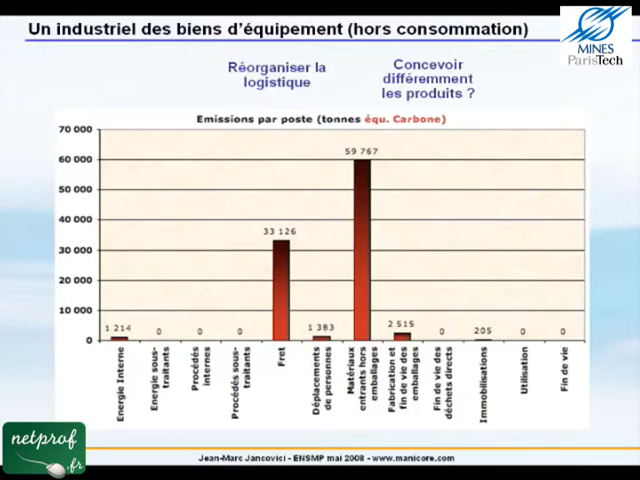 Un industriel des biens d'équipement (hors consommation)
MINES
ParisTech
Réorganiser la
logistique
Concevoir
différemment
les produits ?
Emissions par poste (tonnes équ. Carbone)
70 000
60 000
50 000
40 000
30 000
20 000
10 000
0
1 214
0
0
0
33 126
1 383
59 767
2 515
0
205
0
0
Energie Interne
Energie sous-
traitants
Procédés
internes
Procédés sous-
traitants
Fret
Déplacements
de personnes
Matériaux
entrants hors
emballages
Fabrication et
fin de vie des
emballages
Fin de vie des
déchets directs
Immobilisations
Utilisation
Fin de vie
netprof
.fr
Jean-Marc Jancovici - ENSMP mai 2008 - www.manicore.com